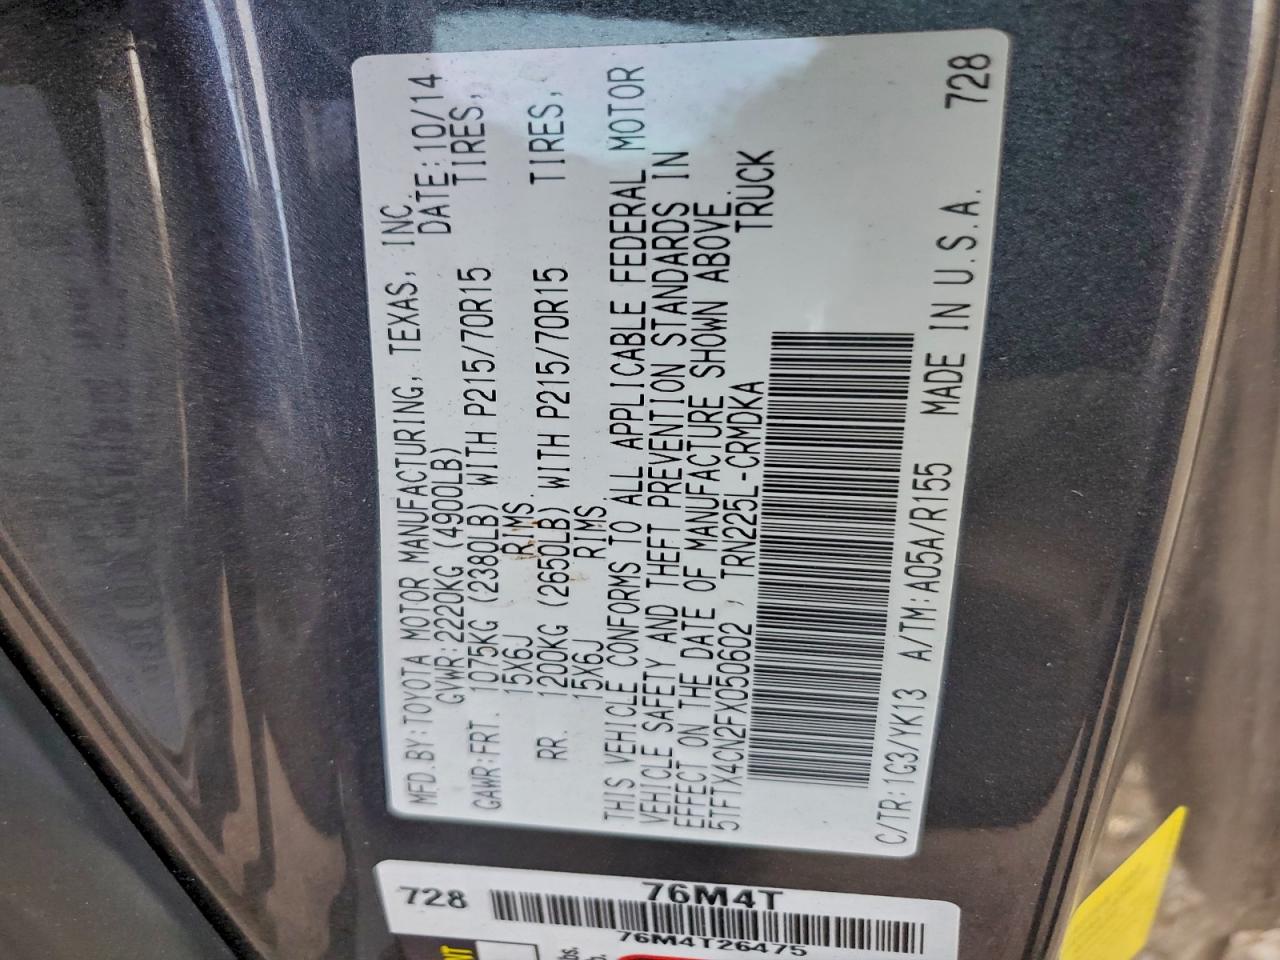 MFD.BY:TOYOTA MOTOR MANUFACTURING, TEXAS, INC.
GVWR:2220KG (4900LB) DATE:10/14
GAWR:FRT. 1075KG (2380LB) WITH P215/70R15 TIRES,
15X6J RIMS.
RR. 1200KG (2650LB) WITH P215/70R15 TIRES,
15X6J RIMS.
THIS VEHICLE CONFORMS TO ALL APPLICABLE FEDERAL MOTOR
VEHICLE SAFETY AND THEFT PREVENTION STANDARDS IN
EFFECT ON THE DATE OF MANUFACTURE SHOWN ABOVE.
5TFTX4CN2FX050602 , TRN225L-CRMDKA TRUCK
C/TR:1G3/YK13 A/TM:A05A/R155 MADE IN U.S.A. 728
728 76M4T
76M4T26475